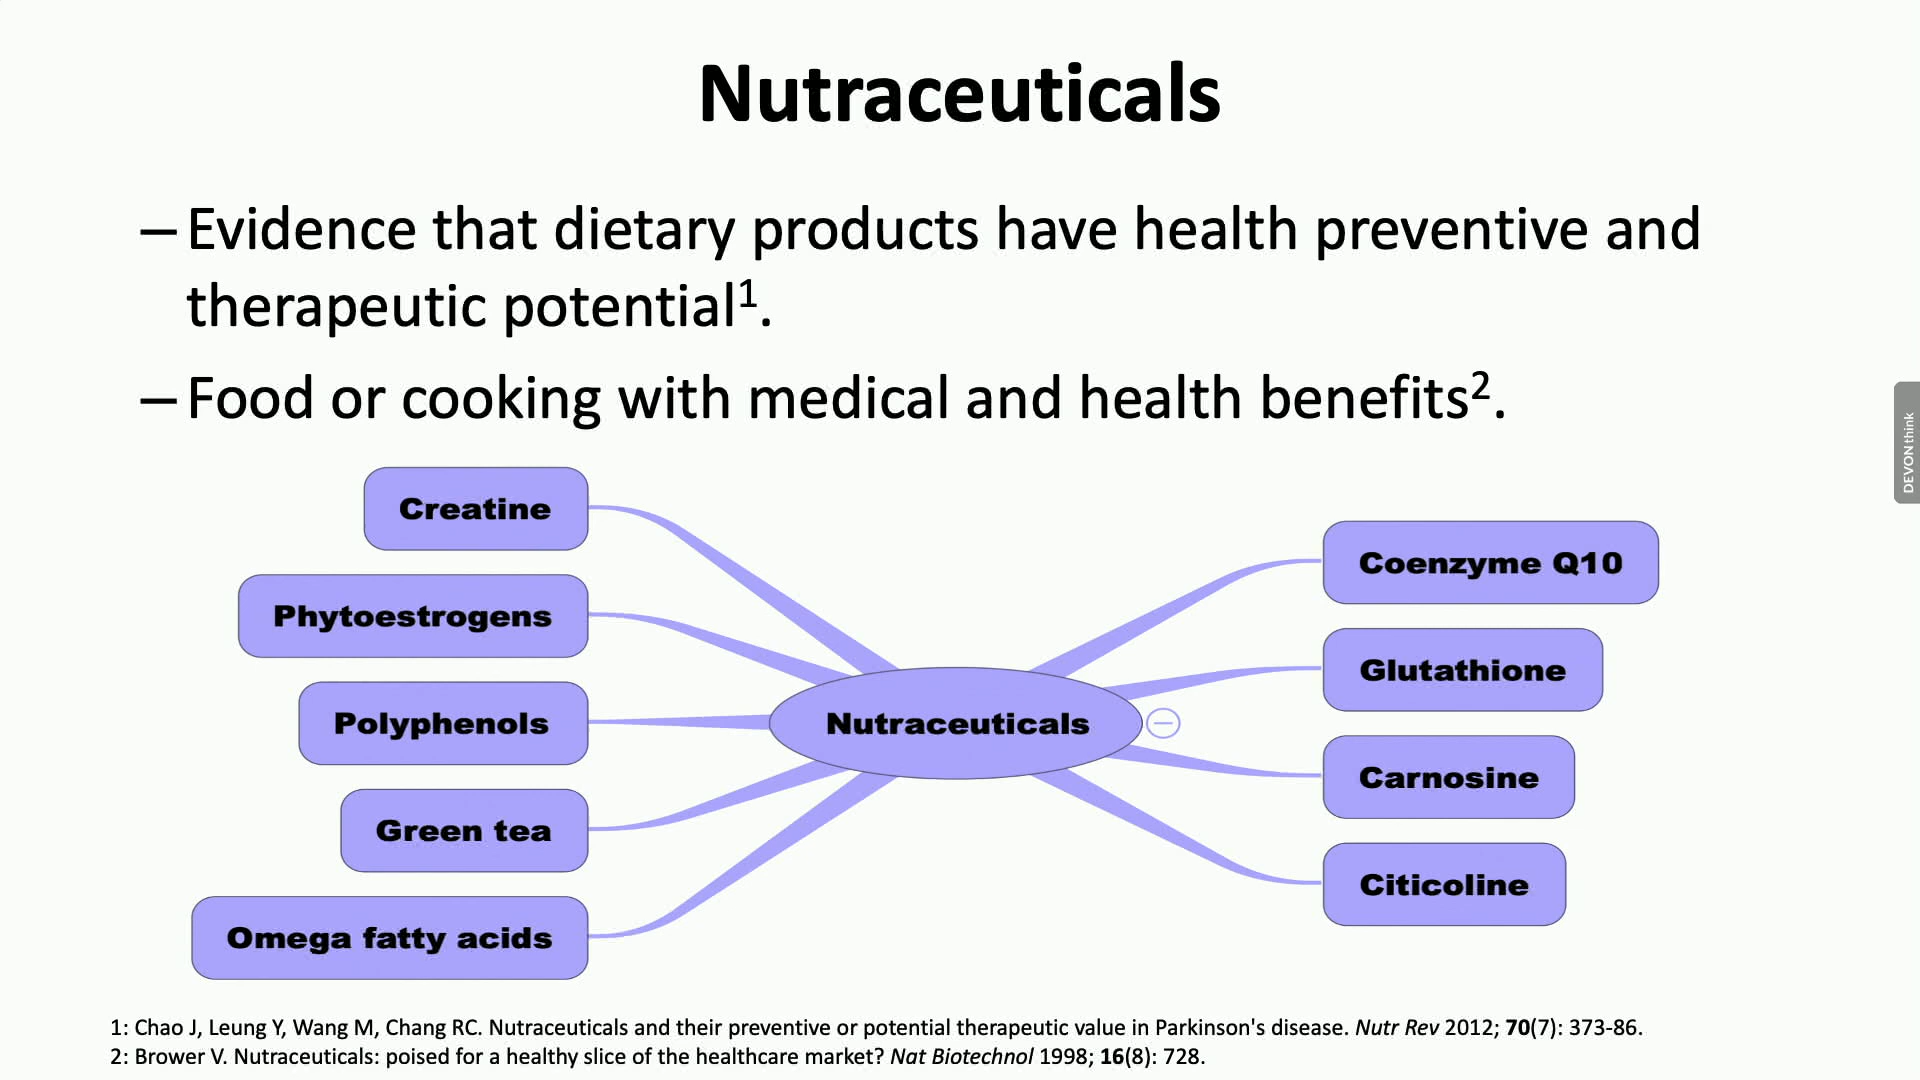 Nutraceuticals
– Evidence that dietary products have health preventive and
therapeutic potential¹.
– Food or cooking with medical and health benefits².
Creatine
Phytoestrogens
Polyphenols
Green tea
Omega fatty acids
Nutraceuticals
Coenzyme Q10
Glutathione
Carnosine
Citicoline
DEVONthink
1: Chao J, Leung Y, Wang M, Chang RC. Nutraceuticals and their preventive or potential therapeutic value in Parkinson's disease. Nutr Rev 2012; 70(7): 373-86.
2: Brower V. Nutraceuticals: poised for a healthy slice of the healthcare market? Nat Biotechnol 1998; 16(8): 728.